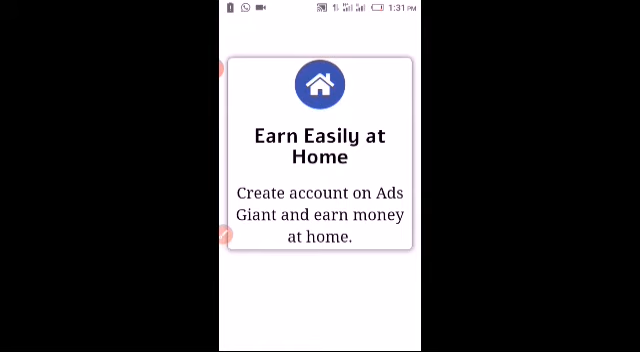 1:31 PM
Earn Easily at
Home
Create account on Ads
Giant and earn money
at home.